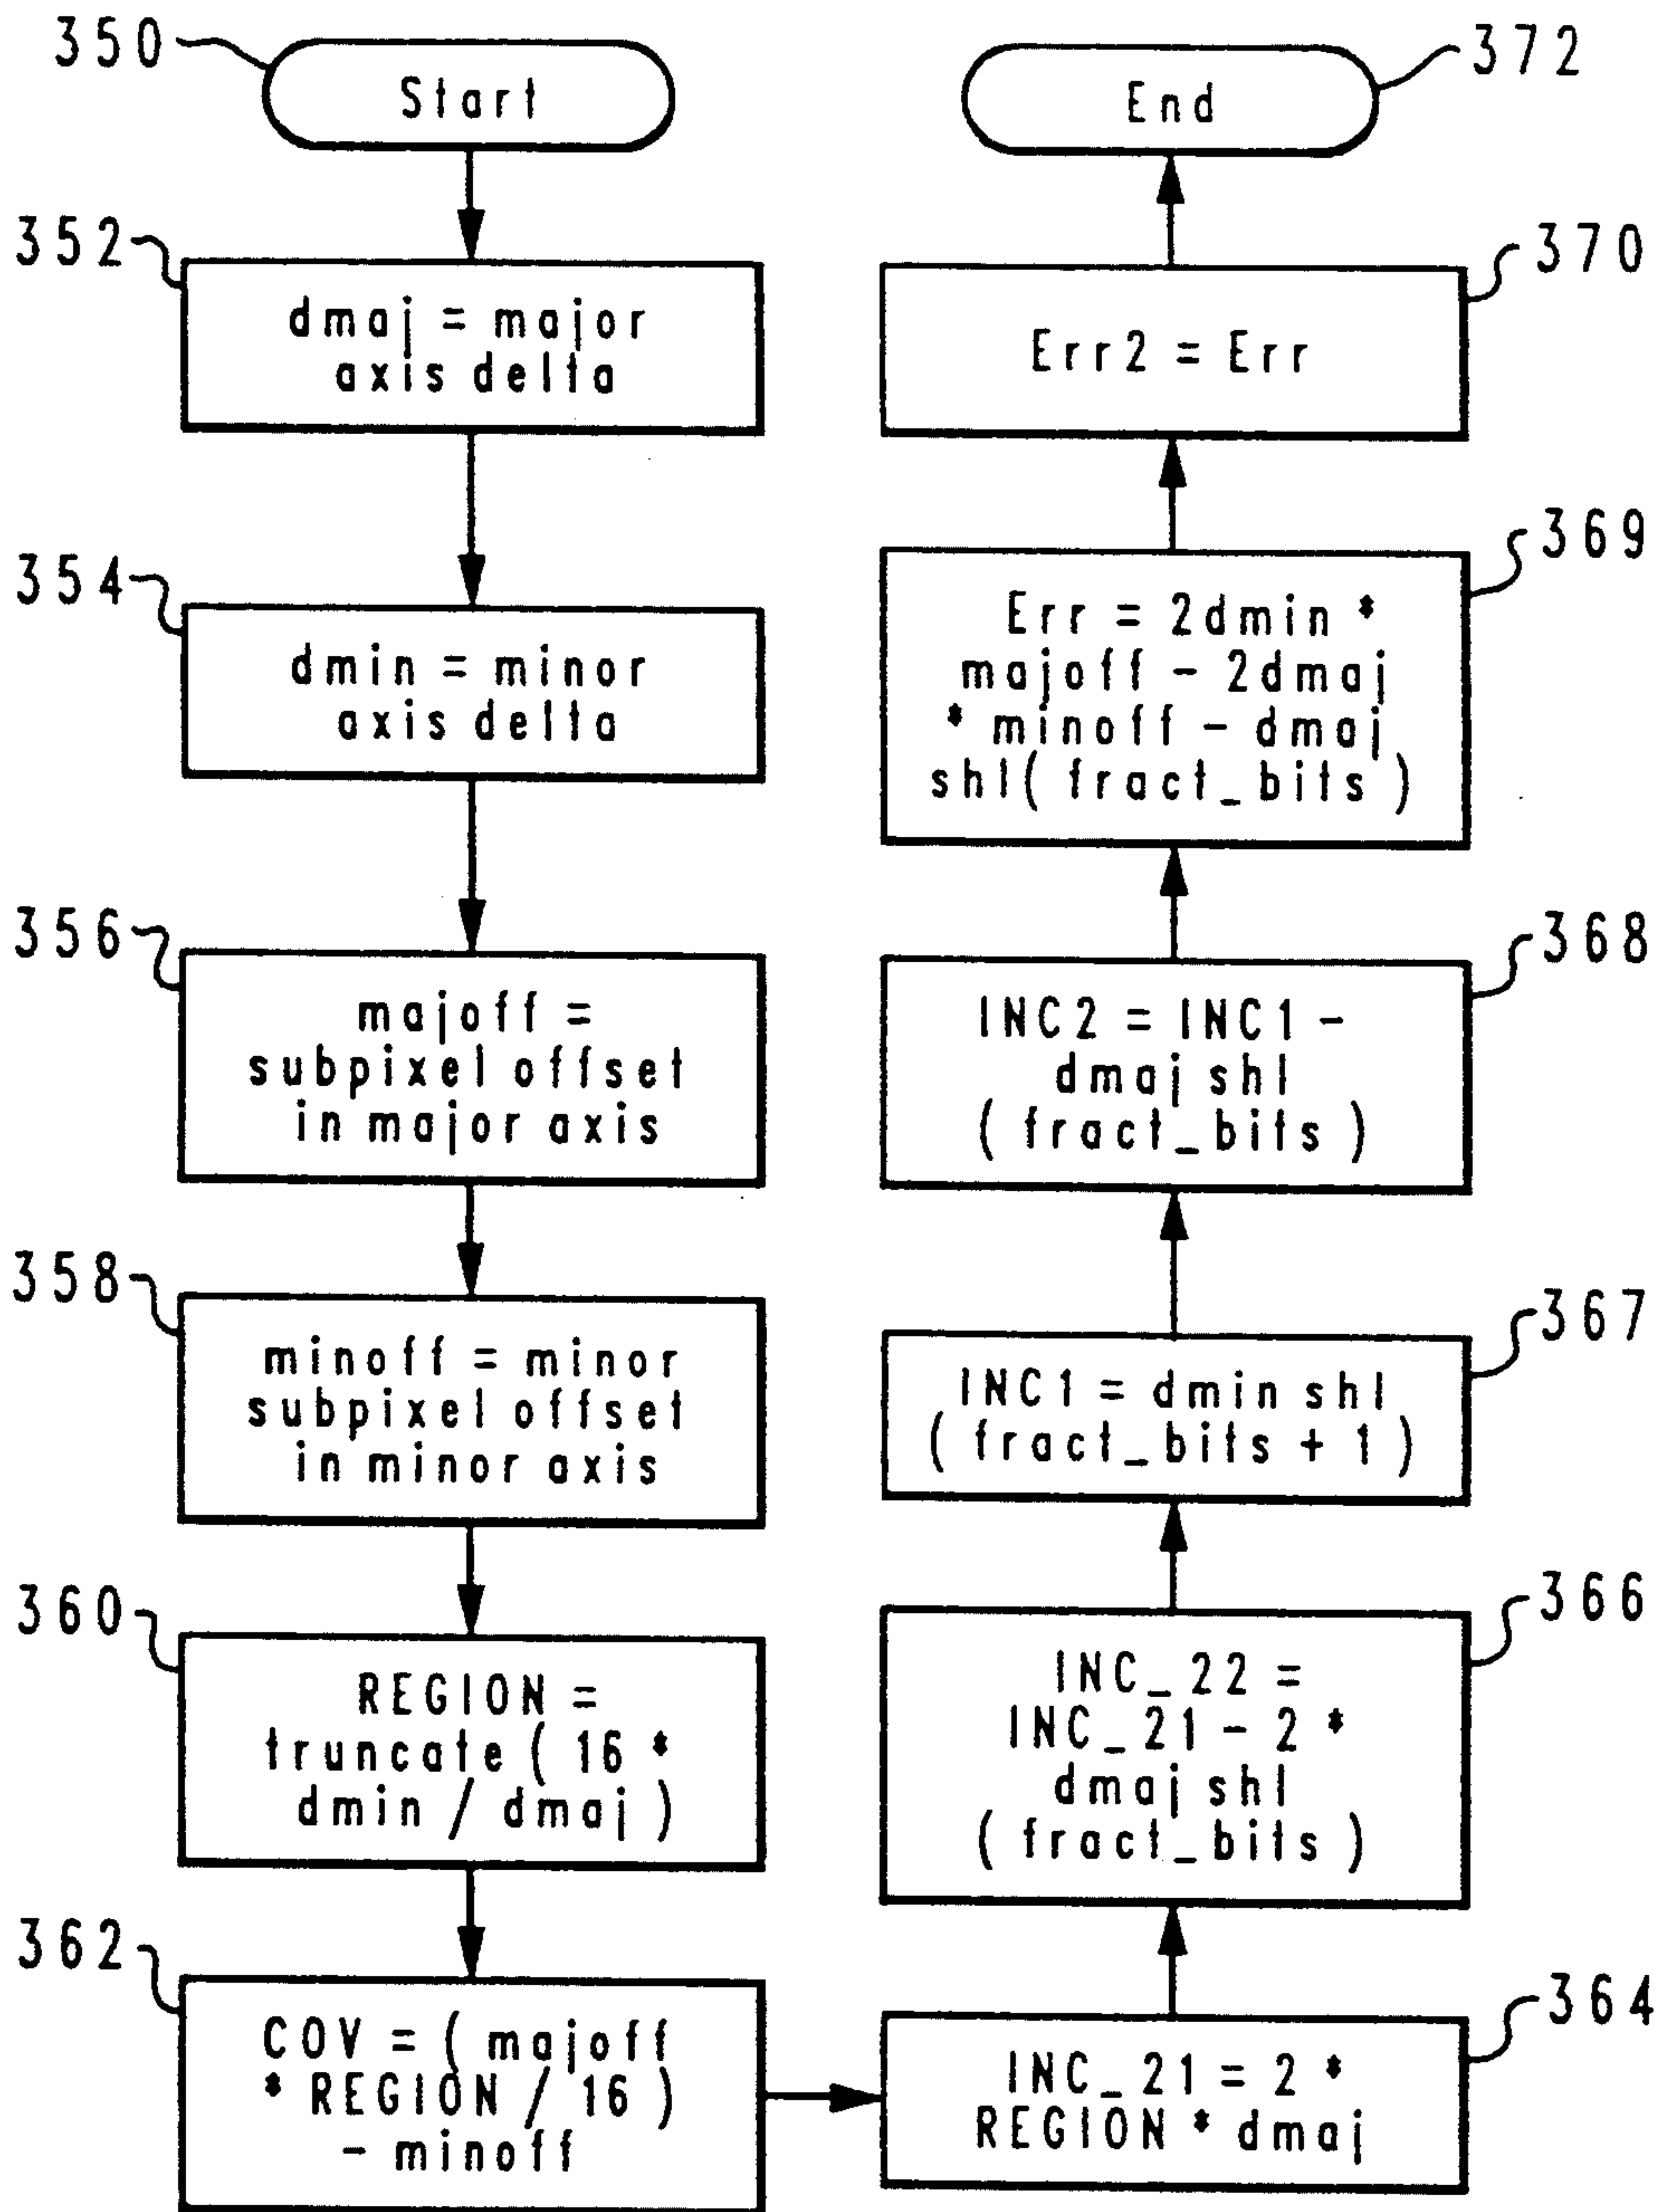 350
Start
352
dmaj = major
axis delta
354
dmin = minor
axis delta
356
majoff =
subpixel offset
in major axis
358
minoff = minor
subpixel offset
in minor axis
360
REGION =
truncate ( 16 *
dmin / dmaj )
362
COV = ( majoff
* REGION / 16 )
- minoff
364
INC_21 = 2 *
REGION * dmaj
366
INC_22 =
INC_21 - 2 *
dmaj shl
( fract_bits )
367
INC1 = dmin shl
( fract_bits + 1 )
368
INC2 = INC1 -
dmaj shl
( fract_bits )
369
Err = 2dmin *
majoff - 2dmaj
* minoff - dmaj
shl( fract_bits )
370
Err2 = Err
372
End